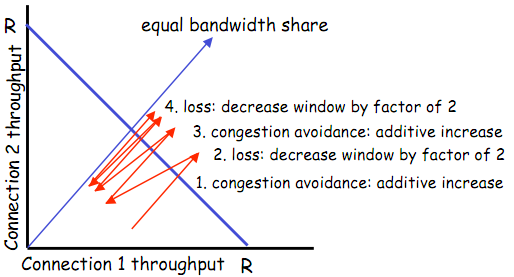 R
equal bandwidth share
4. loss: decrease window by factor of 2
3. congestion avoidance: additive increase
2. loss: decrease window by factor of 2
1. congestion avoidance: additive increase
Connection 2 throughput
Connection 1 throughput
R